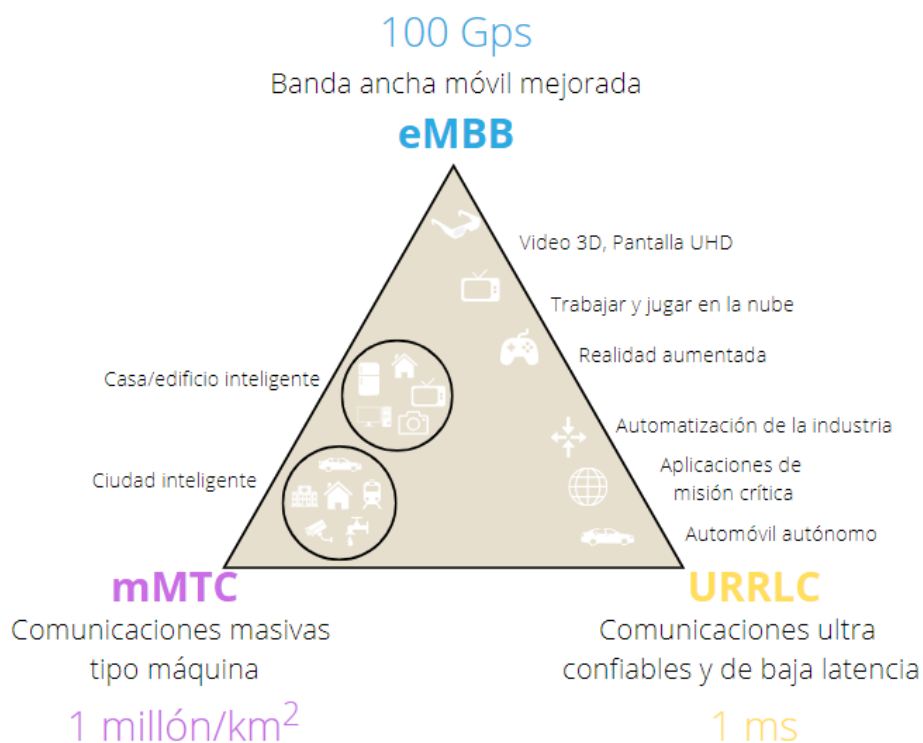 100 Gps
Banda ancha móvil mejorada
eMBB
Video 3D, Pantalla UHD
Trabajar y jugar en la nube
Realidad aumentada
Casa/edificio inteligente
Automatización de la industria
Aplicaciones de
misión crítica
Ciudad inteligente
Automóvil autónomo
mMTC
Comunicaciones masivas
tipo máquina
1 millón/km²
URRLC
Comunicaciones ultra
confiables y de baja latencia
1 ms